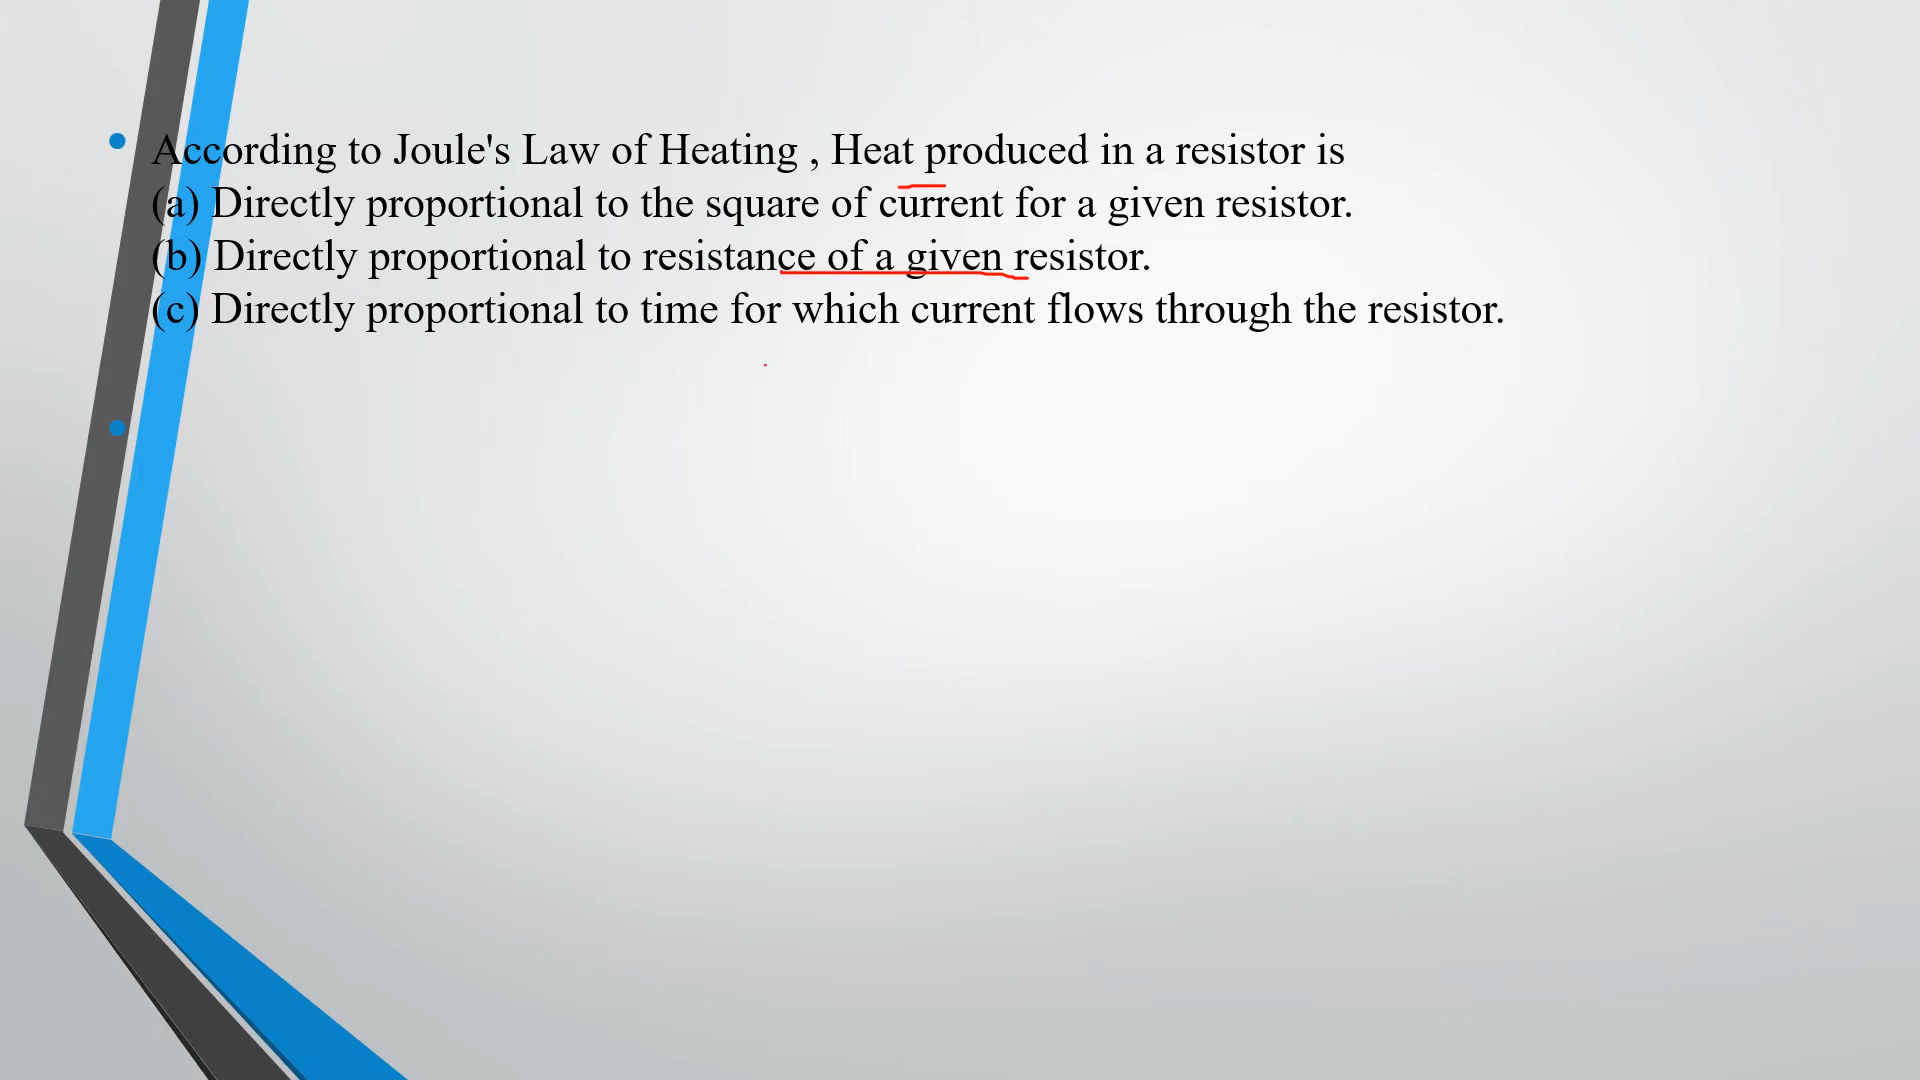 According to Joule's Law of Heating , Heat produced in a resistor is
(a) Directly proportional to the square of current for a given resistor.
(b) Directly proportional to resistance of a given resistor.
(c) Directly proportional to time for which current flows through the resistor.